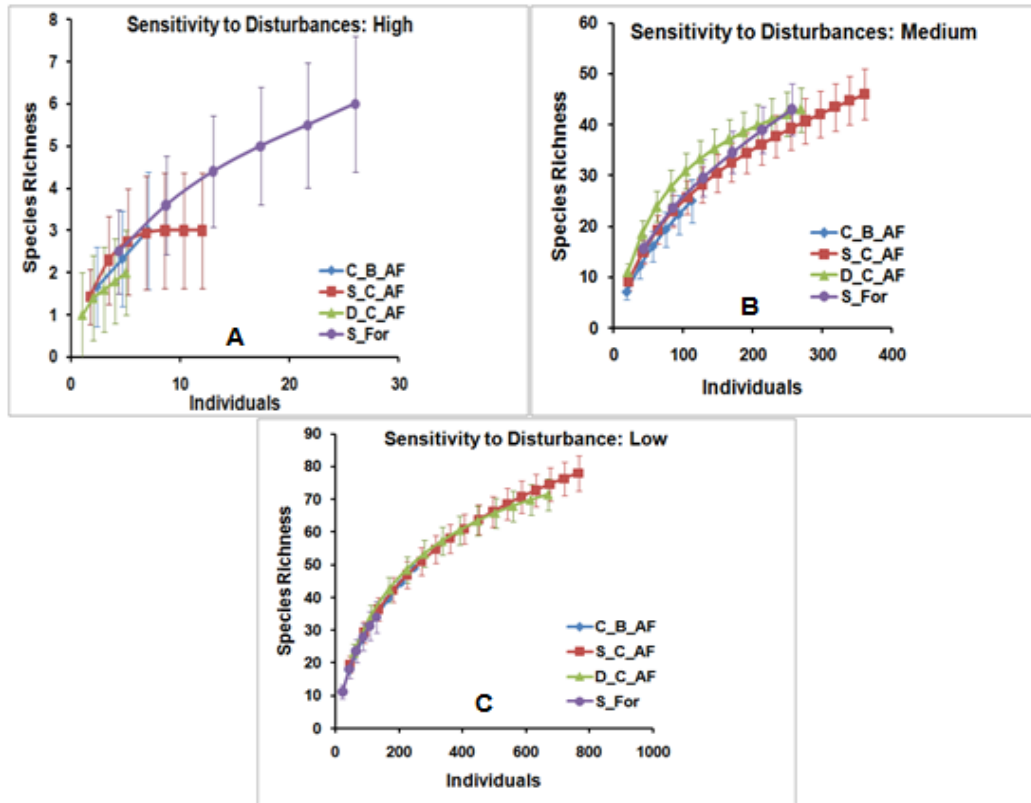 Sensitivity to Disturbances: High
8
7
6
5
4
3
2
1
0
Species Richness
C_B_AF
S_C_AF
D_C_AF
S_For
A
0 10 20 30
Individuals
Sensitivity to Disturbances: Medium
60
50
40
30
20
10
0
Species Richness
C_B_AF
S_C_AF
D_C_AF
S_For
B
0 100 200 300 400
Individuals
Sensitivity to Disturbance: Low
90
80
70
60
50
40
30
20
10
0
Species Richness
C_B_AF
S_C_AF
D_C_AF
S_For
C
0 200 400 600 800 1000
Individuals